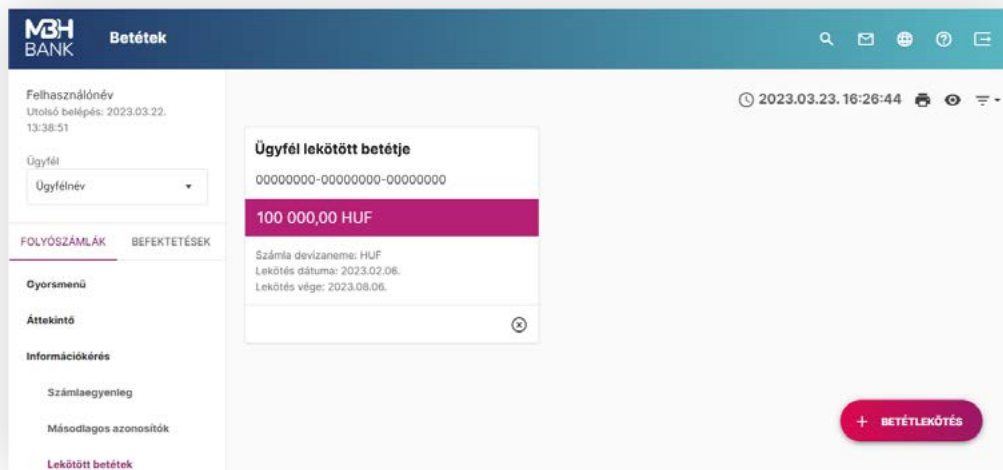 MBH
BANK
Betétek
Felhasználónév
Utolsó belépés: 2023.03.22.
13:38:51
Ügyfél
Ügyfélnév
FOLYÓSZÁMLÁK BEFEKTETÉSEK
Gyorsmenü
Áttekintő
Információkérés
Számlaegyenleg
Másodlagos azonosítók
Lekötött betétek
2023.03.23. 16:26:44
Ügyfél lekötött betétje
00000000-00000000-00000000
100 000,00 HUF
Számla devizaneme: HUF
Lekötés dátuma: 2023.02.06.
Lekötés vége: 2023.08.06.
+ BETÉTLEKÖTÉS